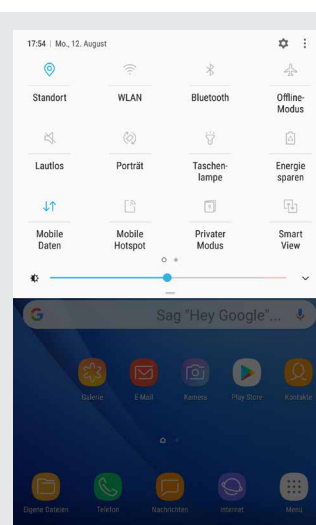 17:54 | Mo., 12. August
Standort WLAN Bluetooth Offline-
Modus
Lautlos Porträt Taschen- Energie
lampe sparen
Mobile Mobile Privater Smart
Daten Hotspot Modus View
G Sag "Hey Google"...
Galerie E-Mail Kamera Play Store Kontakte
Eigene Dateien Telefon Nachrichten Internet Menü